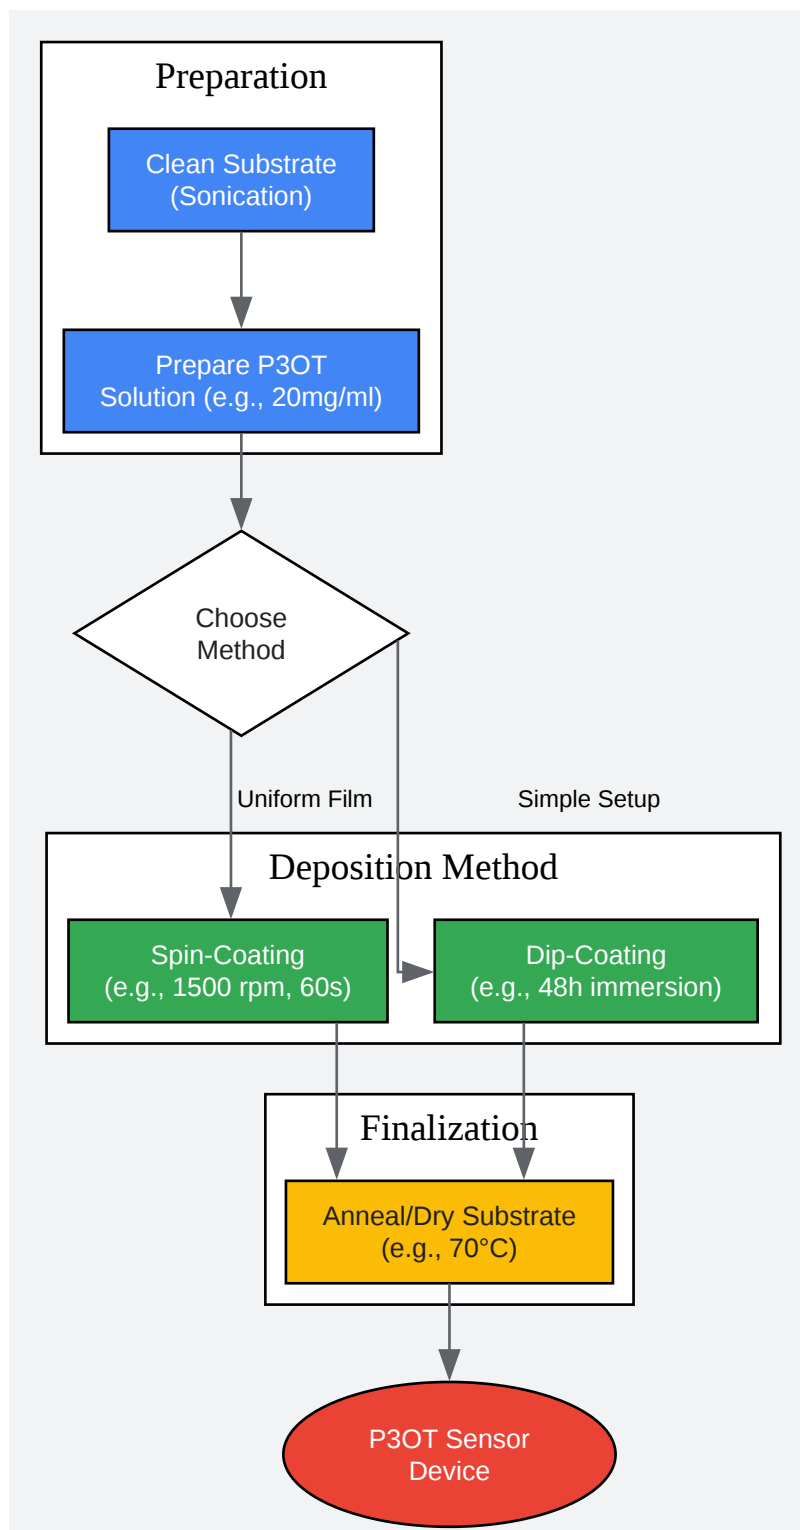 Preparation
Clean Substrate
(Sonication)
Prepare P3OT
Solution (e.g., 20mg/ml)
Choose
Method
Uniform Film
Simple Setup
Deposition Method
Spin-Coating
(e.g., 1500 rpm, 60s)
Dip-Coating
(e.g., 48h immersion)
Finalization
Anneal/Dry Substrate
(e.g., 70°C)
P3OT Sensor
Device